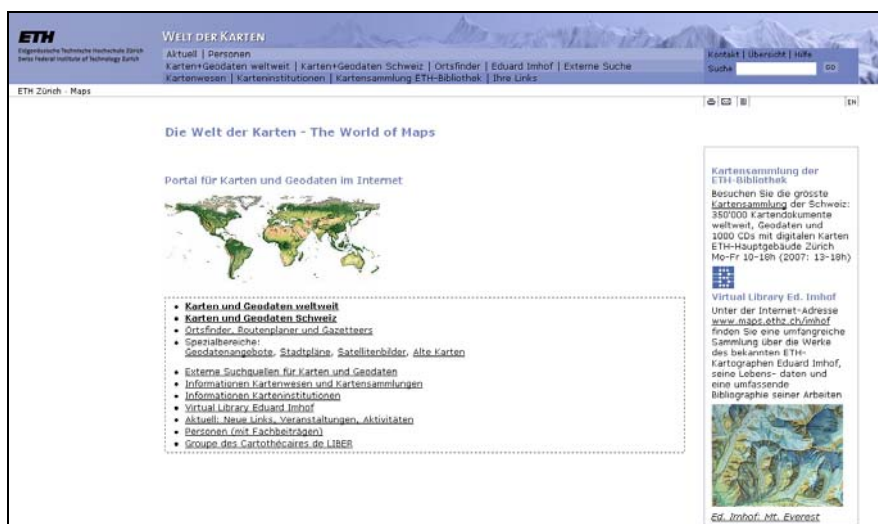 ETH
Eidgenössische Technische Hochschule Zürich
Swiss Federal Institute of Technology Zurich
WELT DER KARTEN
Aktuell | Personen
Karten+Geodaten weltweit | Karten+Geodaten Schweiz | Ortsfinder | Eduard Imhof | Externe Suche
Kartenwesen | Karteninstitutionen | Kartensammlung ETH-Bibliothek | Ihre Links
Kontakt | Übersicht | Hilfe
Suche GO
ETH Zürich - Maps
EN
Die Welt der Karten - The World of Maps
Portal für Karten und Geodaten im Internet
• Karten und Geodaten weltweit
• Karten und Geodaten Schweiz
• Ortsfinder, Routenplaner und Gazetteers
• Spezialbereiche:
Geodatenangebote, Stadtpläne, Satellitenbilder, Alte Karten
• Externe Suchquellen für Karten und Geodaten
• Informationen Kartenwesen und Kartensammlungen
• Informationen Karteninstitutionen
• Virtual Library Eduard Imhof
• Aktuell: Neue Links, Veranstaltungen, Aktivitäten
• Personen (mit Fachbeiträgen)
• Groupe des Cartothécaires de LIBER
Kartensammlung der
ETH-Bibliothek
Besuchen Sie die grösste
Kartensammlung der Schweiz:
350'000 Kartendokumente
weltweit, Geodaten und
1000 CDs mit digitalen Karten
ETH-Hauptgebäude Zürich
Mo-Fr 10-18h (2007: 13-18h)
Virtual Library Ed. Imhof
Unter der Internet-Adresse
www.maps.ethz.ch/imhof
finden Sie eine umfangreiche
Sammlung über die Werke
des bekannten ETH-
Kartographen Eduard Imhof,
seine Lebens- daten und
eine umfassende
Bibliographie seiner Arbeiten
Ed. Imhof: Mt. Everest